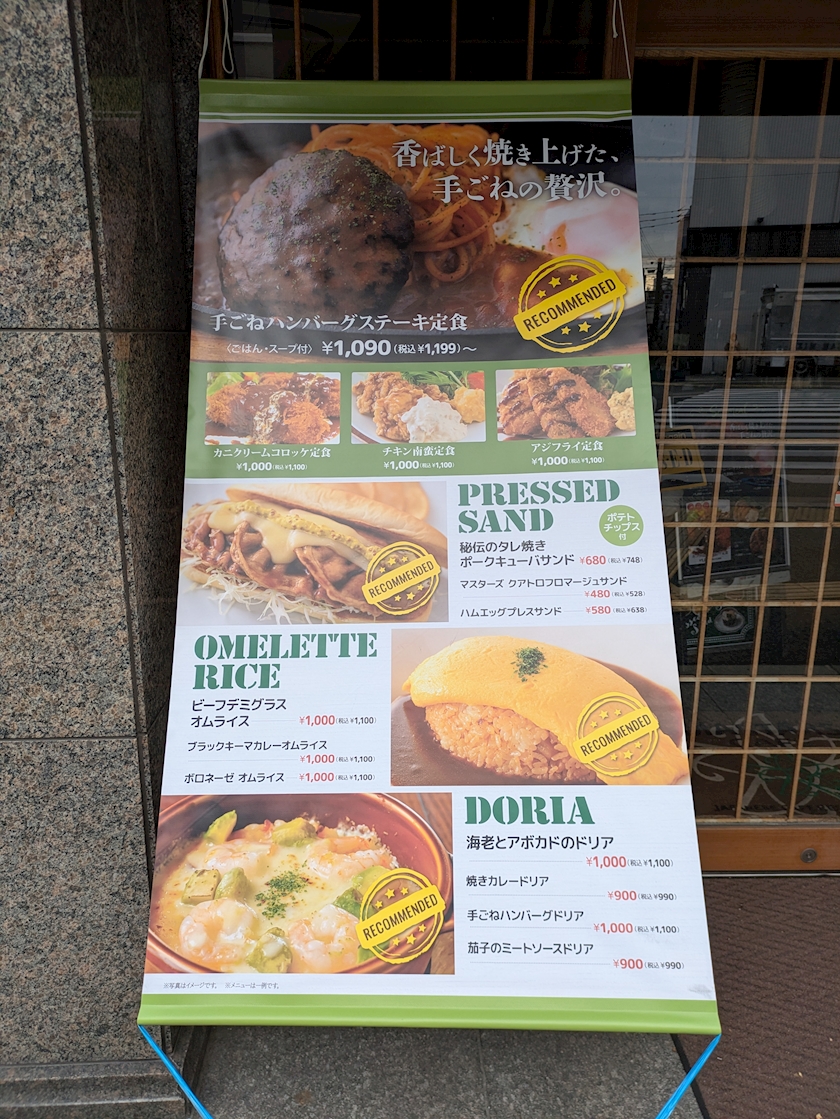 香ばしく焼き上げた、
手ごねの贅沢。
RECOMMENDED
手ごねハンバーグステーキ定食
〈ごはん・スープ付〉 ¥1,090(税込¥1,199)〜
カニクリームコロッケ定食
¥1,000(税込¥1,100)
チキン南蛮定食
¥1,000(税込¥1,100)
アジフライ定食
¥1,000(税込¥1,100)
PRESSED
SAND
ポテト
チップス
付
秘伝のタレ焼き
ポークキューバサンド ¥680(税込¥748)
マスターズ クアトロフロマージュサンド
¥480(税込¥528)
ハムエッグプレスサンド ¥580(税込¥638)
RECOMMENDED
OMELETTE
RICE
ビーフデミグラス
オムライス ¥1,000(税込¥1,100)
ブラックキーマカレーオムライス
¥1,000(税込¥1,100)
ボロネーゼ オムライス ¥1,000(税込¥1,100)
RECOMMENDED
DORIA
海老とアボカドのドリア
¥1,000(税込¥1,100)
焼きカレードリア
¥900(税込¥990)
手ごねハンバーグドリア
¥1,000(税込¥1,100)
茄子のミートソースドリア
¥900(税込¥990)
RECOMMENDED
※写真はイメージです。 ※メニューは一例です。